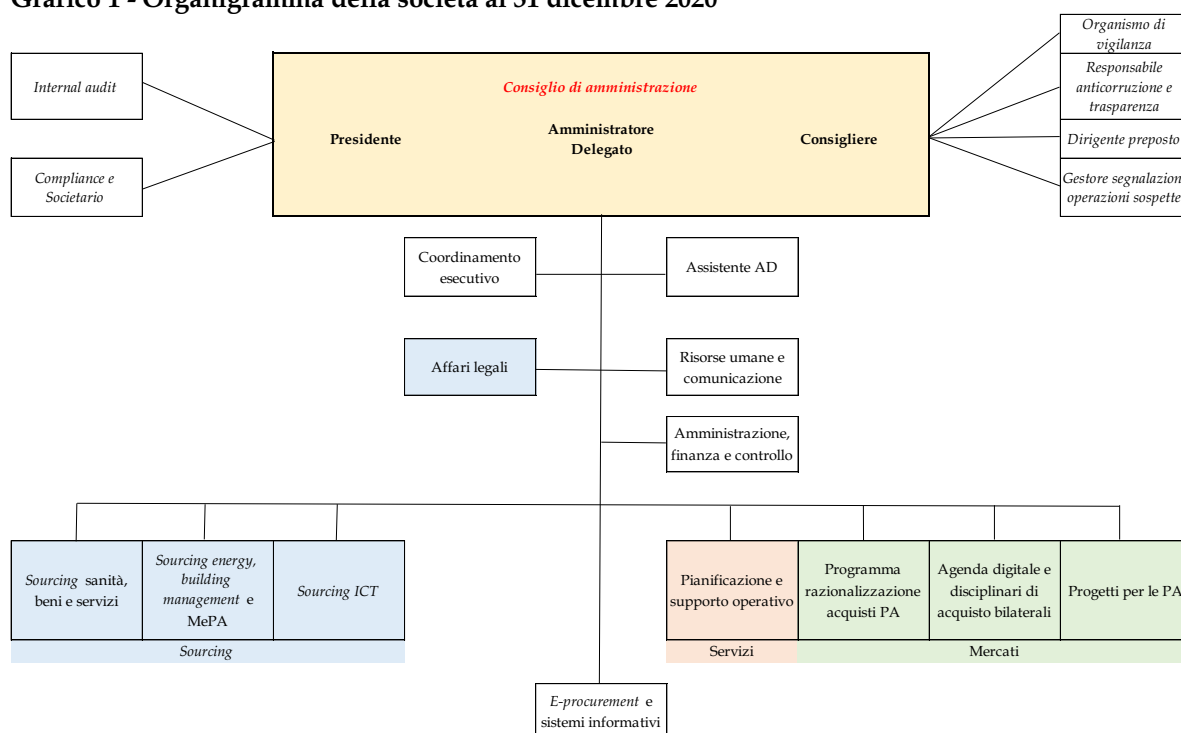 Grafico 1 - Organigramma della società al 31 dicembre 2020
Organismo di
vigilanza
Internal audit
Responsabile
anticorruzione e
trasparenza
Consiglio di amministrazione
Presidente
Amministratore
Delegato
Consigliere
Dirigente preposto
Compliance e
Societario
Gestore segnalazion
operazioni sospette
Coordinamento
esecutivo
Assistente AD
Affari legali
Risorse umane e
comunicazione
Amministrazione,
finanza e controllo
Sourcing sanità,
beni e servizi
Sourcing energy,
building
management e
MePA
Sourcing ICT
Pianificazione e
supporto operativo
Programma
razionalizzazione
acquisti PA
Agenda digitale e
disciplinari di
acquisto bilaterali
Progetti per le PA
Sourcing
Servizi
Mercati
E-procurement e
sistemi informativi